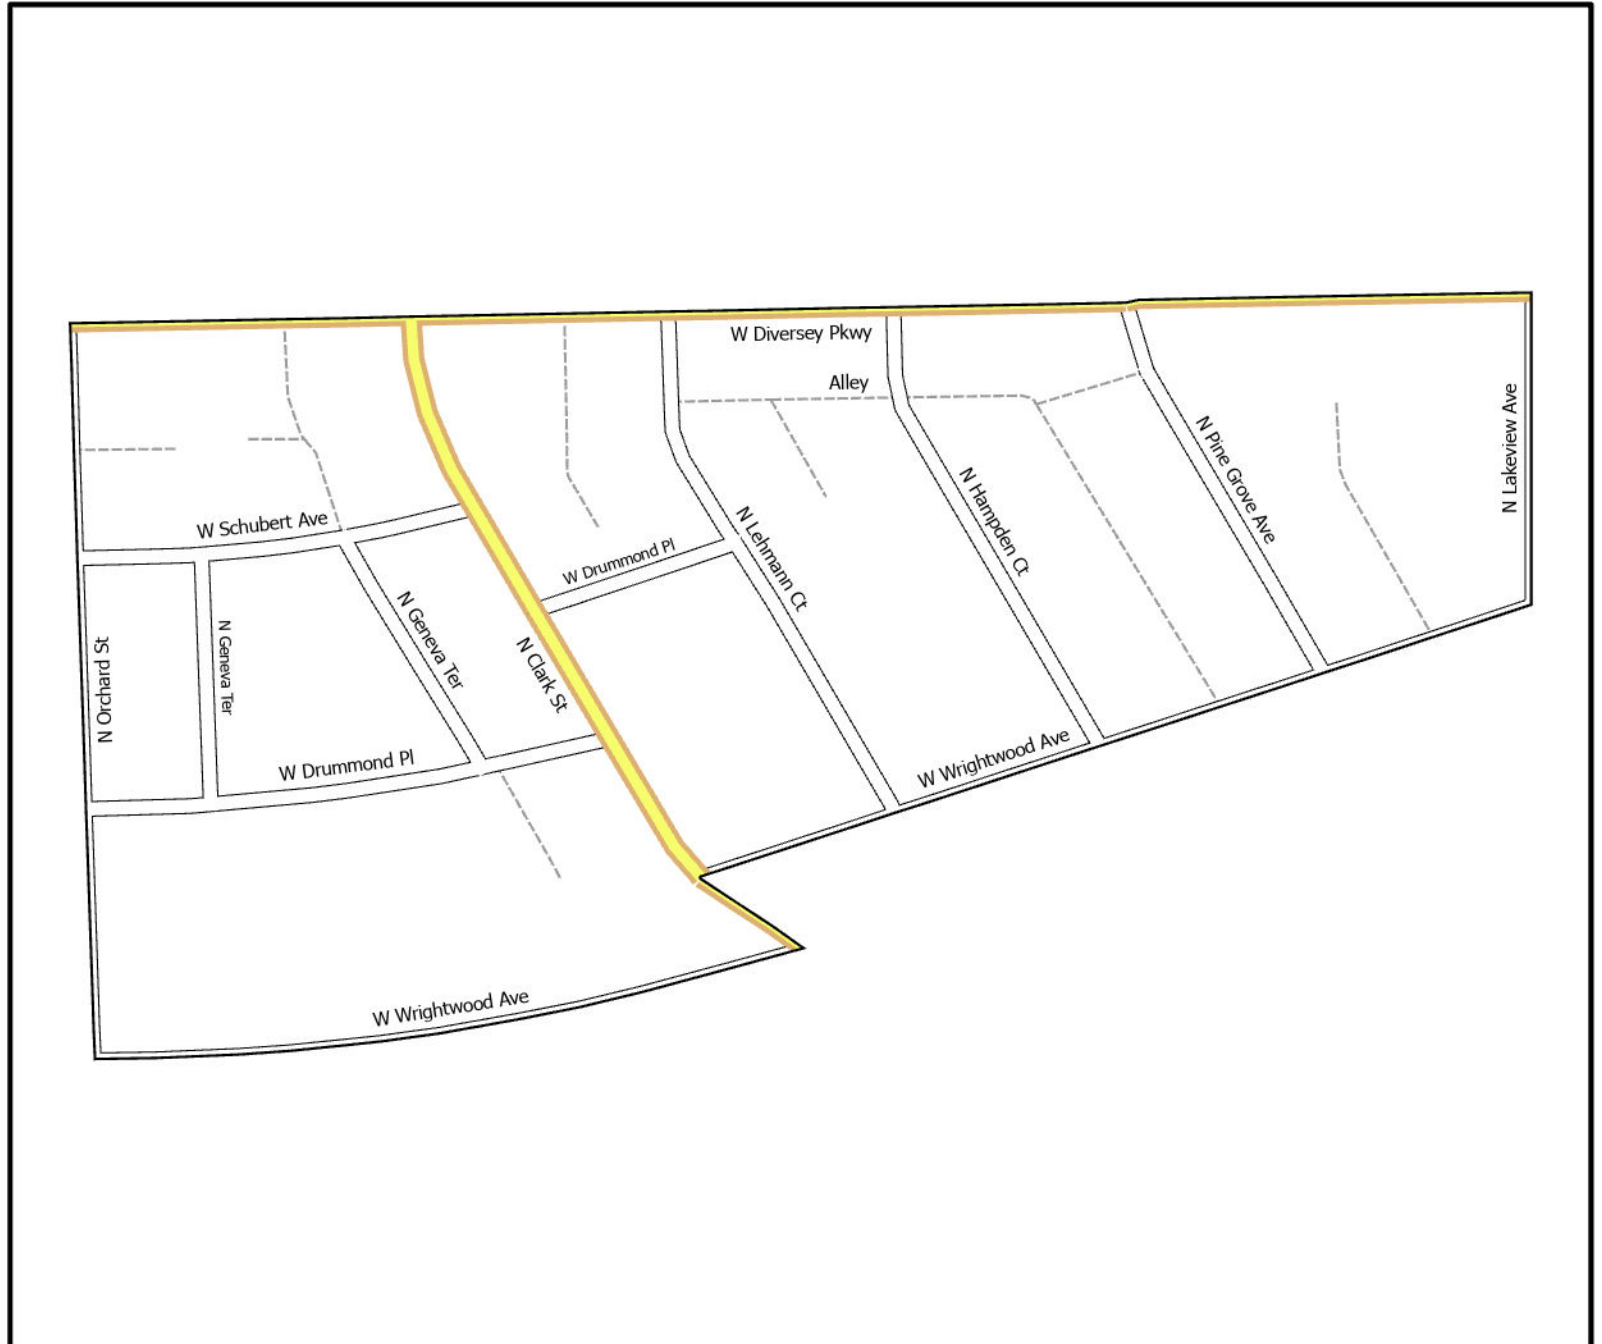 W Diversey Pkwy
Alley
N Lakeview Ave
N Pine Grove Ave
N Hampden Ct
W Schubert Ave
N Lehmann Ct
W Drummond Pl
N Geneva Ter
N Geneva Ter
N Orchard St
N Clark St
W Drummond Pl
W Wrightwood Ave
W Wrightwood Ave